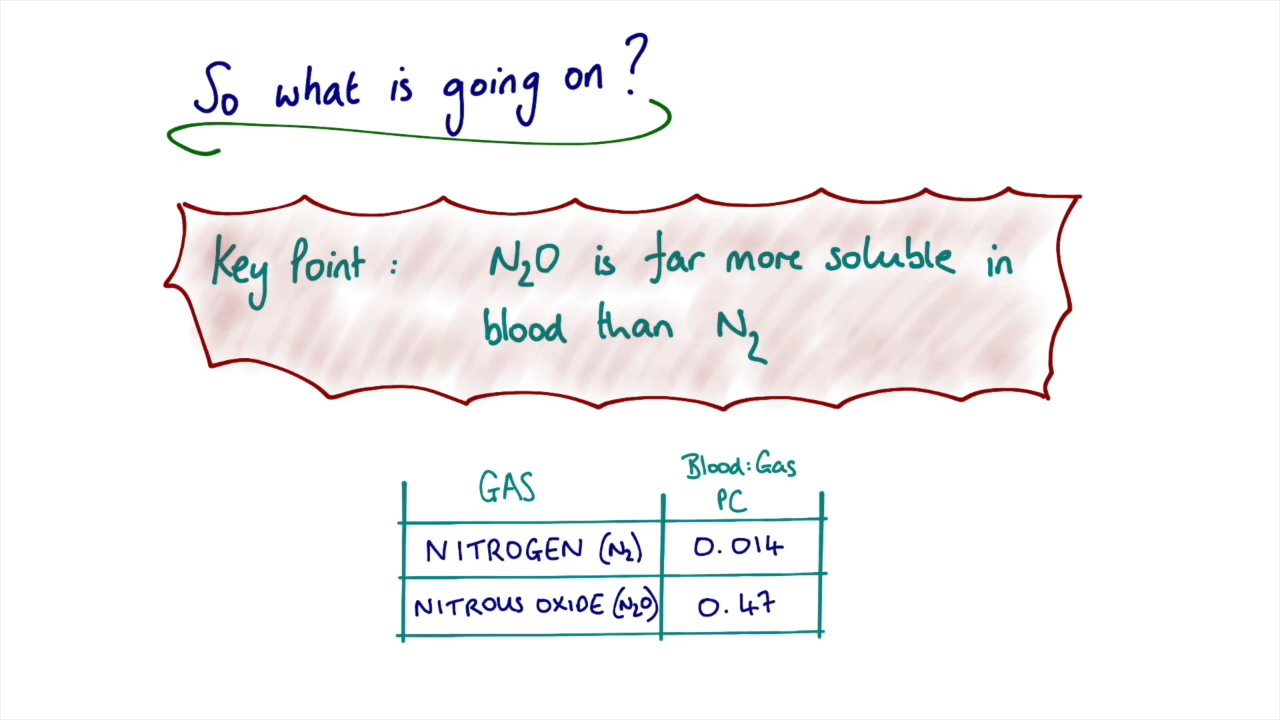 So what is going on?
Key Point : N2O is far more soluble in
blood than N2
GAS Blood:Gas
PC
NITROGEN (N2) 0.014
NITROUS OXIDE (N2O) 0.47